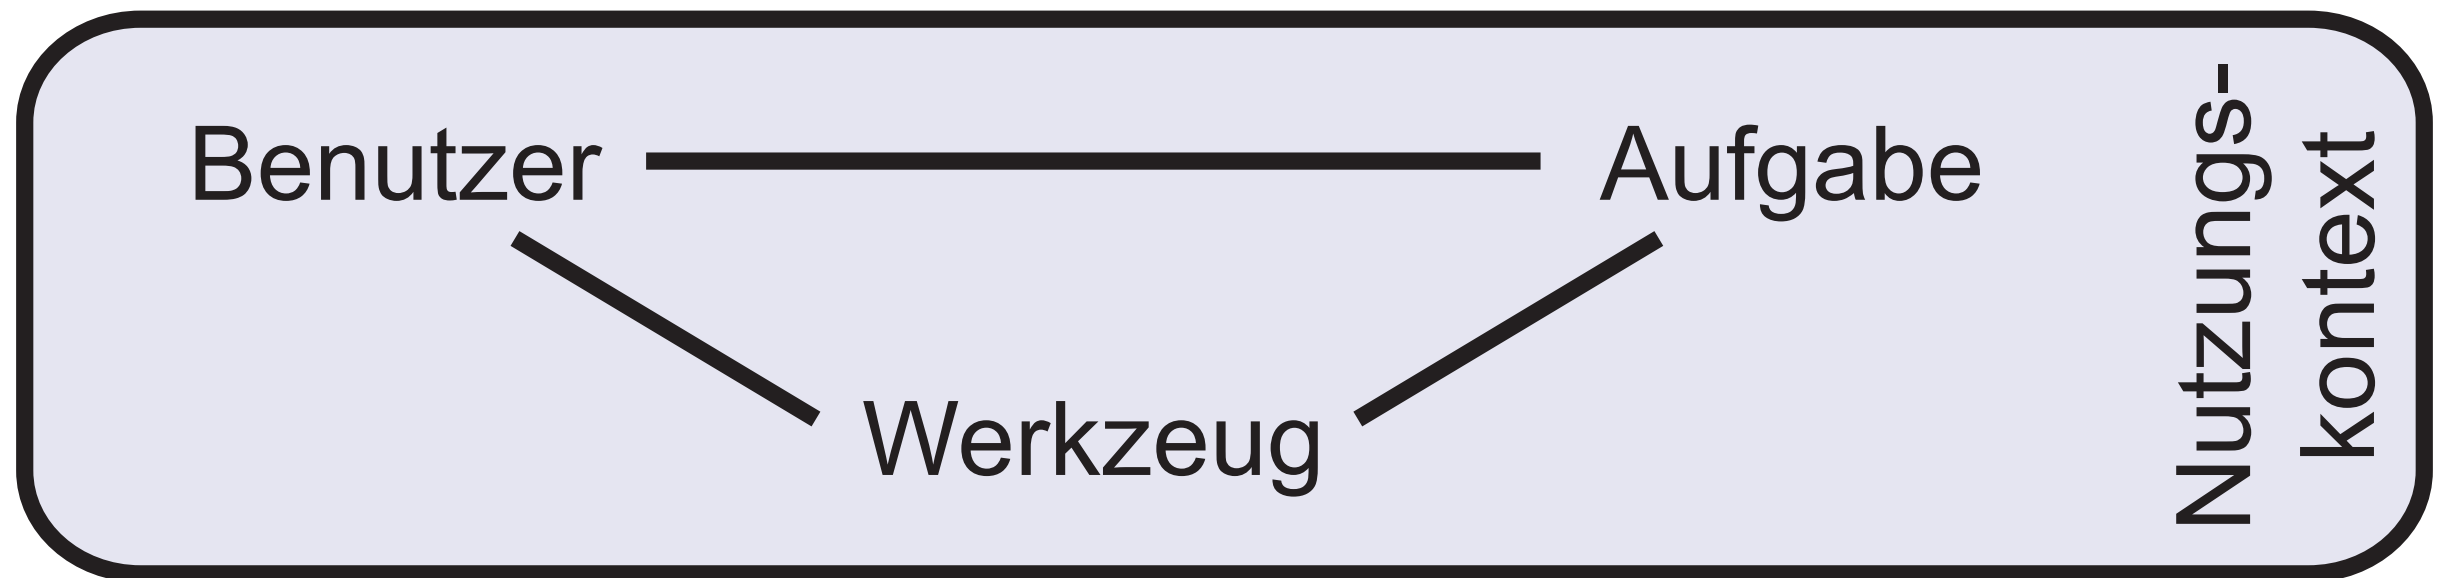 Benutzer
Aufgabe
Werkzeug
Nutzungs-
kontext